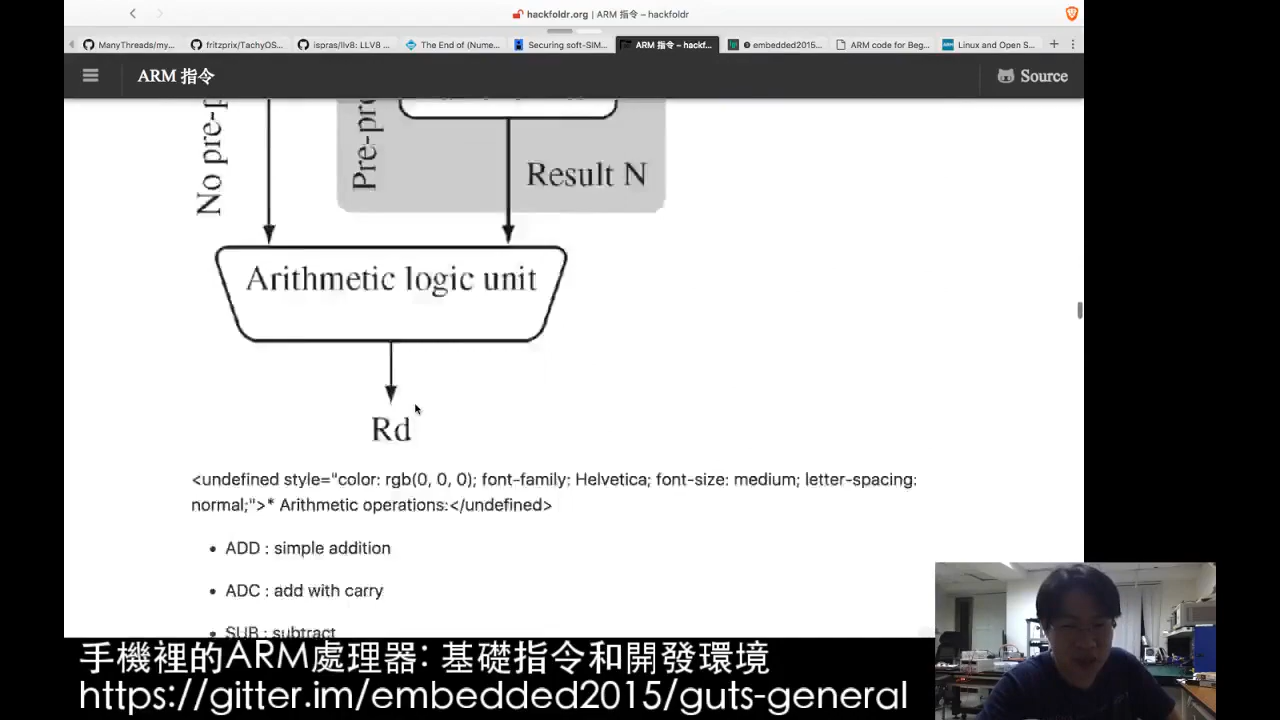 hackfoldr.org | ARM 指令 – hackfoldr
ManyThreads/my...
fritzprix/TachyOS...
ispras/llv8: LLV8 ...
The End of (Nume...
Securing soft-SIM...
ARM 指令 – hackf...
embedded2015...
ARM code for Beg...
Linux and Open S...
ARM 指令
Source
No pre-p
Pre-pro
Result N
Arithmetic logic unit
Rd
<undefined style="color: rgb(0, 0, 0); font-family: Helvetica; font-size: medium; letter-spacing:
normal;">* Arithmetic operations:</undefined>
• ADD : simple addition
• ADC : add with carry
• SUB : subtract
手機裡的ARM處理器: 基礎指令和開發環境
https://gitter.im/embedded2015/guts-general